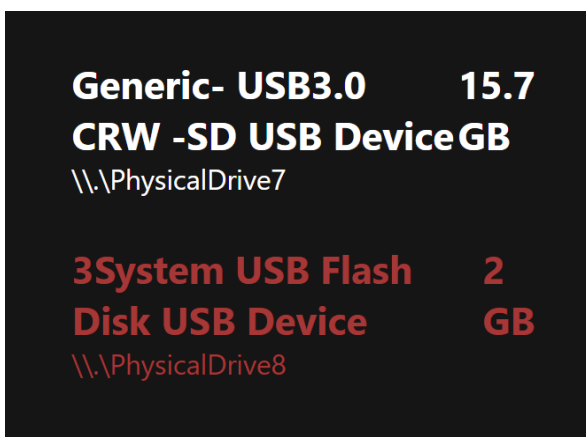 Generic- USB3.0 15.7
CRW -SD USB Device GB
\\.\PhysicalDrive7
3System USB Flash 2
Disk USB Device GB
\\.\PhysicalDrive8